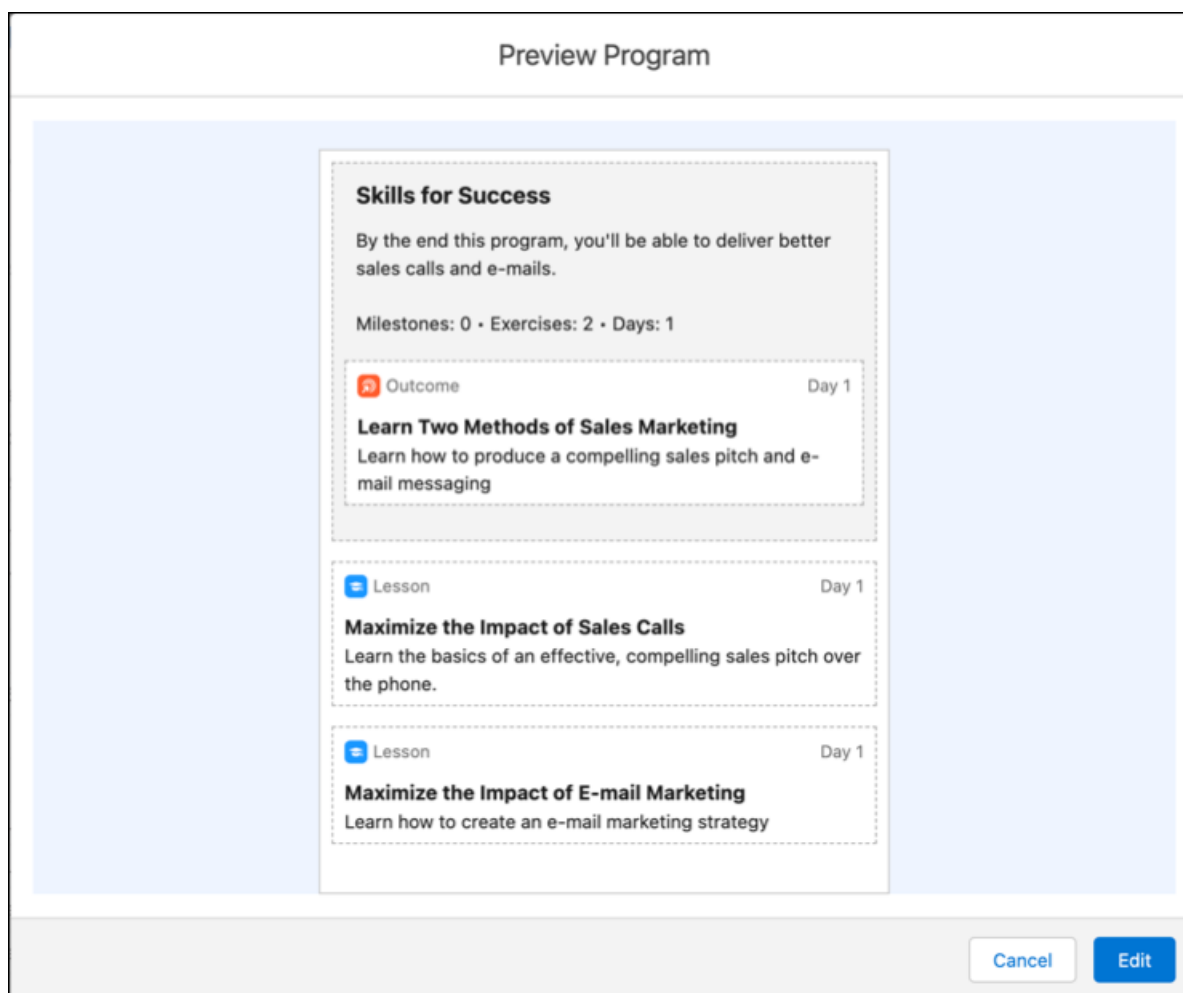 Preview Program
Skills for Success
By the end this program, you'll be able to deliver better
sales calls and e-mails.
Milestones: 0 • Exercises: 2 • Days: 1
Outcome Day 1
Learn Two Methods of Sales Marketing
Learn how to produce a compelling sales pitch and e-
mail messaging
Lesson Day 1
Maximize the Impact of Sales Calls
Learn the basics of an effective, compelling sales pitch over
the phone.
Lesson Day 1
Maximize the Impact of E-mail Marketing
Learn how to create an e-mail marketing strategy
Cancel Edit